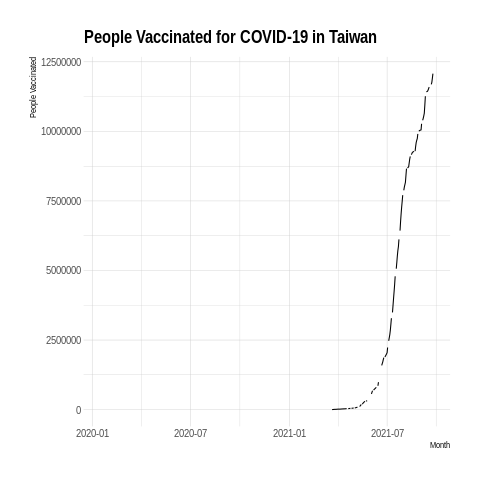 People Vaccinated for COVID-19 in Taiwan
People Vaccinated
12500000
10000000
7500000
5000000
2500000
0
2020-01 2020-07 2021-01 2021-07
Month